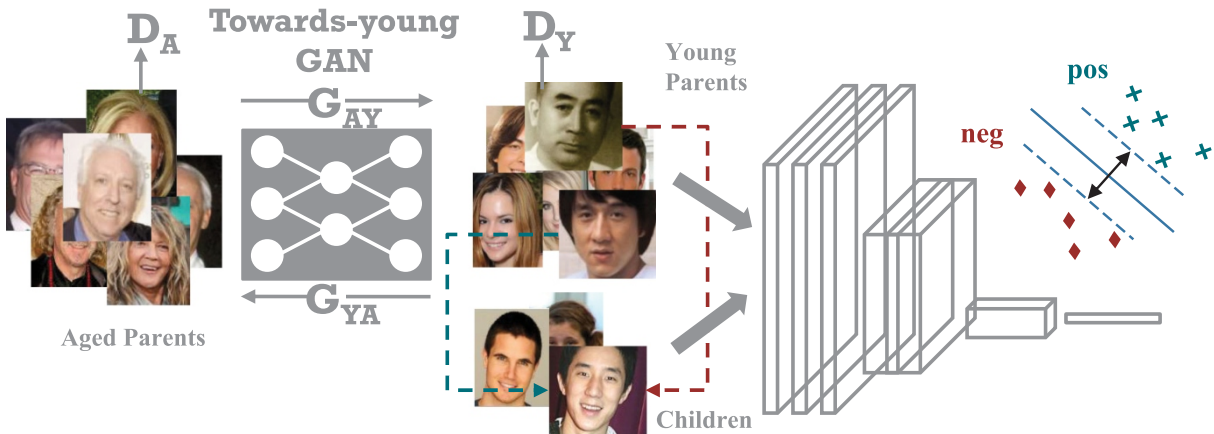 D_A
Towards-young
GAN
D_Y
Young
Parents
G_AY
pos
neg
G_YA
Aged Parents
Children